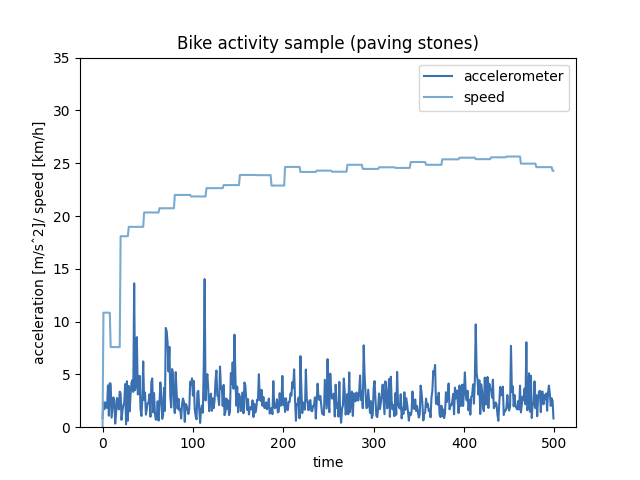 Bike activity sample (paving stones)
accelerometer
speed
acceleration [m/s^2]/ speed [km/h]
35
30
25
20
15
10
5
0
0 100 200 300 400 500
time